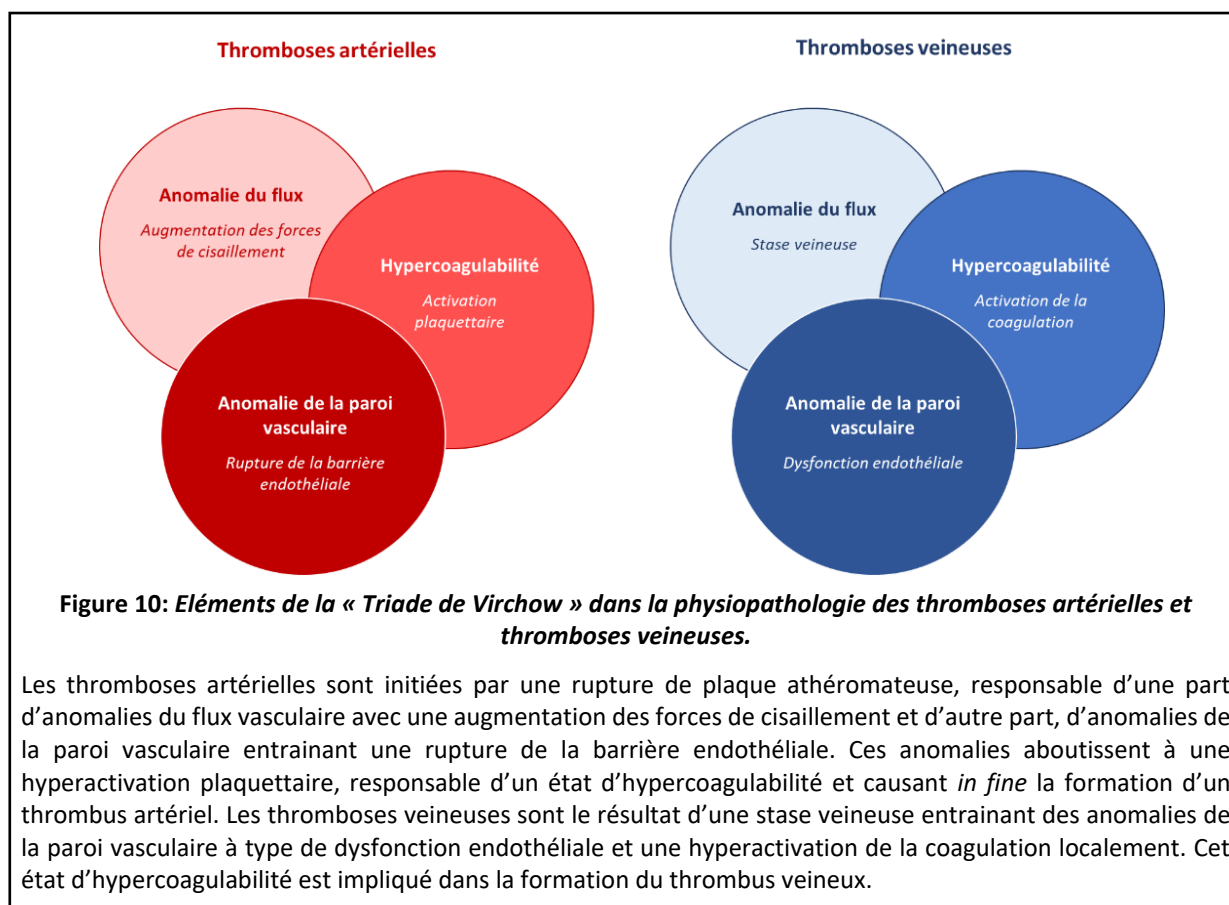 Thromboses artérielles
Anomalie du flux
Augmentation des forces
de cisaillement
Hypercoagulabilité
Activation
plaquettaire
Anomalie de la paroi
vasculaire
Rupture de la barrière
endothéliale
Thromboses veineuses
Anomalie du flux
Stase veineuse
Hypercoagulabilité
Activation de la
coagulation
Anomalie de la paroi
vasculaire
Dysfonction endothéliale
Figure 10: Eléments de la « Triade de Virchow » dans la physiopathologie des thromboses artérielles et
thromboses veineuses.
Les thromboses artérielles sont initiées par une rupture de plaque athéromateuse, responsable d’une part
d’anomalies du flux vasculaire avec une augmentation des forces de cisaillement et d’autre part, d’anomalies de
la paroi vasculaire entrainant une rupture de la barrière endothéliale. Ces anomalies aboutissent à une
hyperactivation plaquettaire, responsable d’un état d’hypercoagulabilité et causant in fine la formation d’un
thrombus artériel. Les thromboses veineuses sont le résultat d’une stase veineuse entrainant des anomalies de
la paroi vasculaire à type de dysfonction endothéliale et une hyperactivation de la coagulation localement. Cet
état d’hypercoagulabilité est impliqué dans la formation du thrombus veineux.